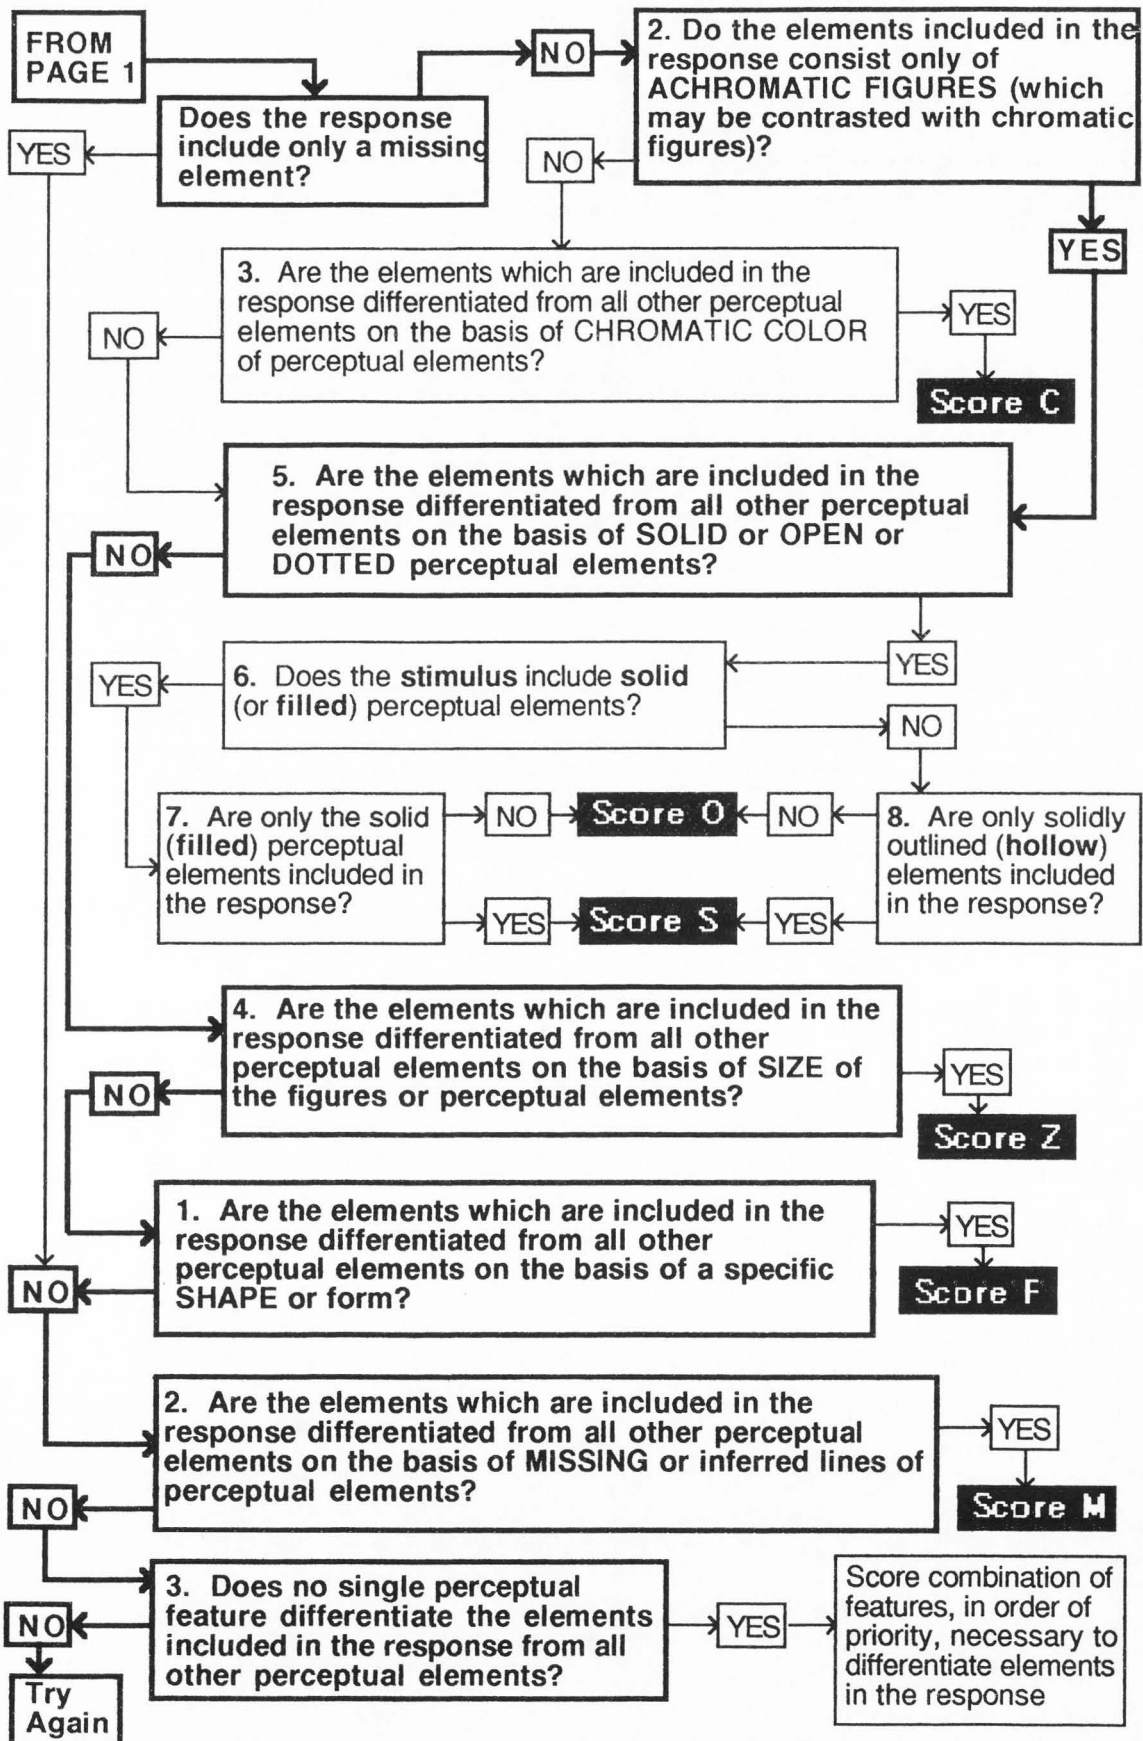 FROM
PAGE 1
NO
2. Do the elements included in the
response consist only of
ACHROMATIC FIGURES (which
may be contrasted with chromatic
figures)?
Does the response
include only a missing
element?
YES
NO
YES
3. Are the elements which are included in the
response differentiated from all other perceptual
elements on the basis of CHROMATIC COLOR
of perceptual elements?
YES
NO
Score C
5. Are the elements which are included in the
response differentiated from all other perceptual
elements on the basis of SOLID or OPEN or
DOTTED perceptual elements?
NO
YES
6. Does the stimulus include solid
(or filled) perceptual elements?
YES
NO
7. Are only the solid
(filled) perceptual
elements included in
the response?
NO
Score O
NO
8. Are only solidly
outlined (hollow)
elements included
in the response?
YES
Score S
YES
4. Are the elements which are included in the
response differentiated from all other
perceptual elements on the basis of SIZE of
the figures or perceptual elements?
YES
NO
Score Z
1. Are the elements which are included in the
response differentiated from all other
perceptual elements on the basis of a specific
SHAPE or form?
YES
NO
Score F
2. Are the elements which are included in the
response differentiated from all other perceptual
elements on the basis of MISSING or inferred lines of
perceptual elements?
YES
NO
Score M
3. Does no single perceptual
feature differentiate the elements
included in the response from all
other perceptual elements?
YES
Score combination of
features, in order of
priority, necessary to
differentiate elements
in the response
NO
Try
Again